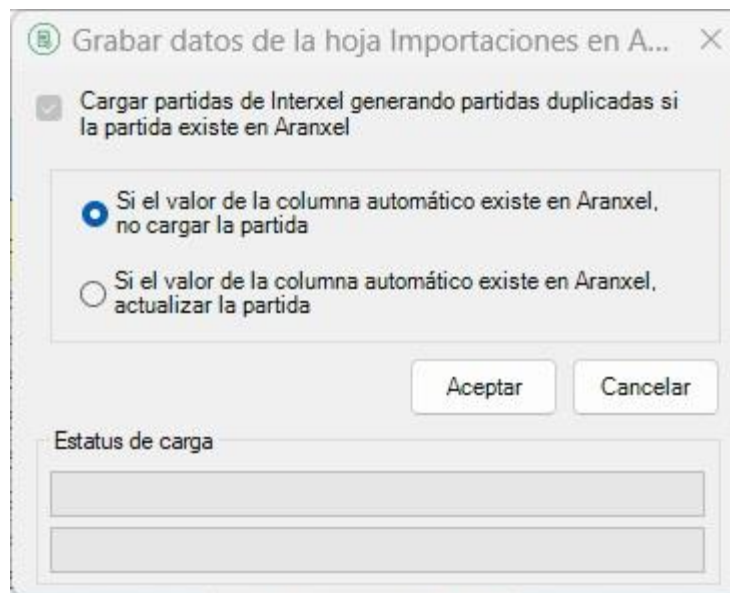 Grabar datos de la hoja Importaciones en A...
Cargar partidas de Interxel generando partidas duplicadas si
la partida existe en Aranxel
Si el valor de la columna automático existe en Aranxel,
no cargar la partida
Si el valor de la columna automático existe en Aranxel,
actualizar la partida
Aceptar
Cancelar
Estatus de carga